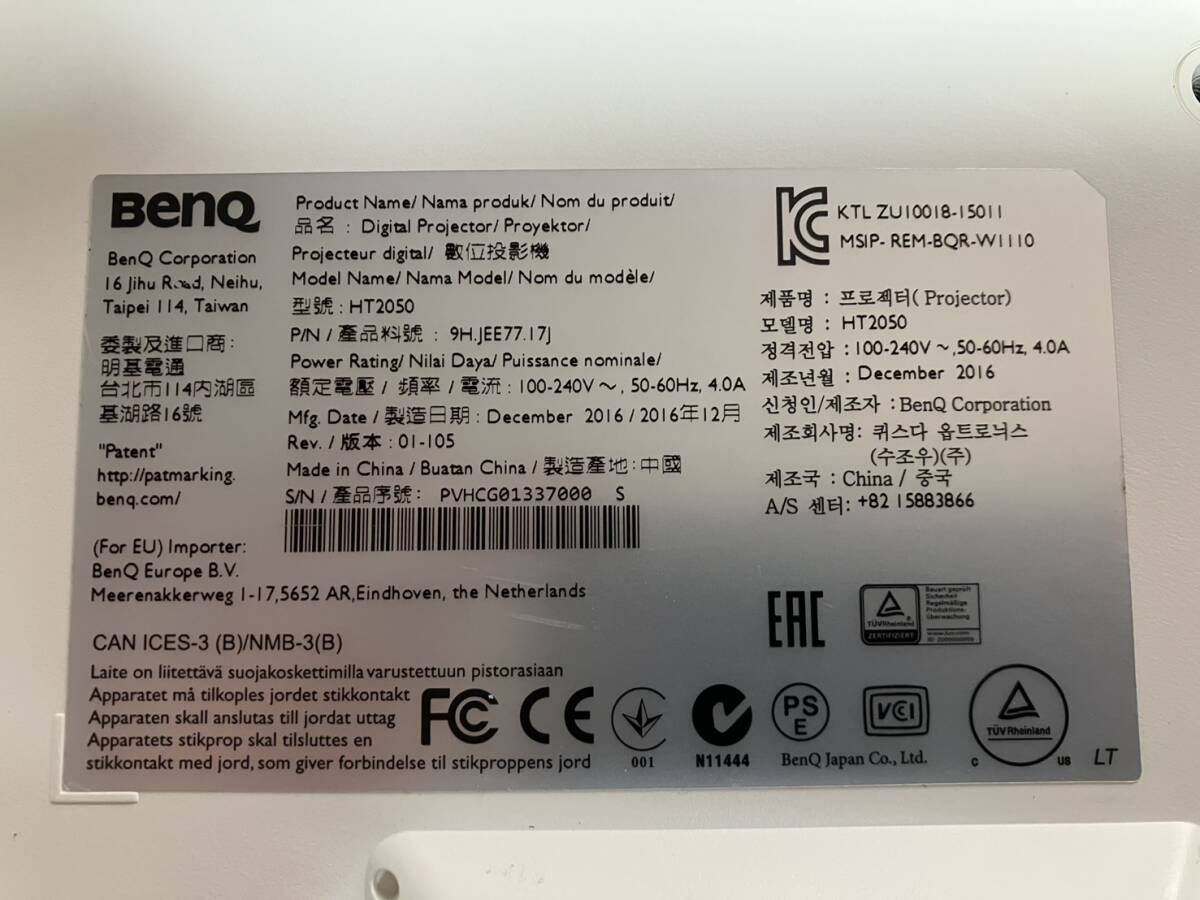 BenQ
BenQ Corporation
16 Jihu Road, Neihu,
Taipei 114, Taiwan
委製及進口商:
明基電通
台北市114內湖區
基湖路16號
"Patent"
http://patmarking.
benq.com/
(For EU) Importer:
BenQ Europe B.V.
Meerenakkerweg 1-17,5652 AR,Eindhoven, the Netherlands
Product Name/ Nama produk/ Nom du produit/
品名 : Digital Projector/ Proyektor/
Projecteur digital/ 數位投影機
Model Name/ Nama Model/ Nom du modèle/
型號 : HT2050
P/N / 產品料號 : 9H.JEE77.17J
Power Rating/ Nilai Daya/ Puissance nominale/
額定電壓 / 頻率 / 電流 : 100-240V ～, 50-60Hz, 4.0A
Mfg. Date / 製造日期 : December 2016 / 2016年12月
Rev. / 版本 : 01-105
Made in China / Buatan China / 製造產地:中國
S/N / 產品序號: PVHCG01337000 S
KC
KTL ZU10018-15011
MSIP- REM-BQR-W1110
제품명 : 프로젝터( Projector)
모델명 : HT2050
정격전압 : 100-240V ～,50-60Hz, 4.0A
제조년월 : December 2016
신청인/제조자 : BenQ Corporation
제조회사명: 퀴스다 옵트로닉스
(수조우)(주)
제조국 : China / 중국
A/S 센터: +82 15883866
CAN ICES-3 (B)/NMB-3(B)
Laite on liitettävä suojakoskettimilla varustettuun pistorasiaan
Apparatet må tilkoples jordet stikkontakt
Apparaten skall anslutas till jordat uttag
Apparatets stikprop skal tilsluttes en
stikkontakt med jord, som giver forbindelse til stikproppens jord
EAC
TÜVRheinland
ZERTIFIZIERT
Bauart geprüft
Sicherheit
Regelmäßige
Produktions-
überwachung
FC CE
001
N11444
PS
E
BenQ Japan Co., Ltd.
VCCI
TÜV Rheinland
C US
LT